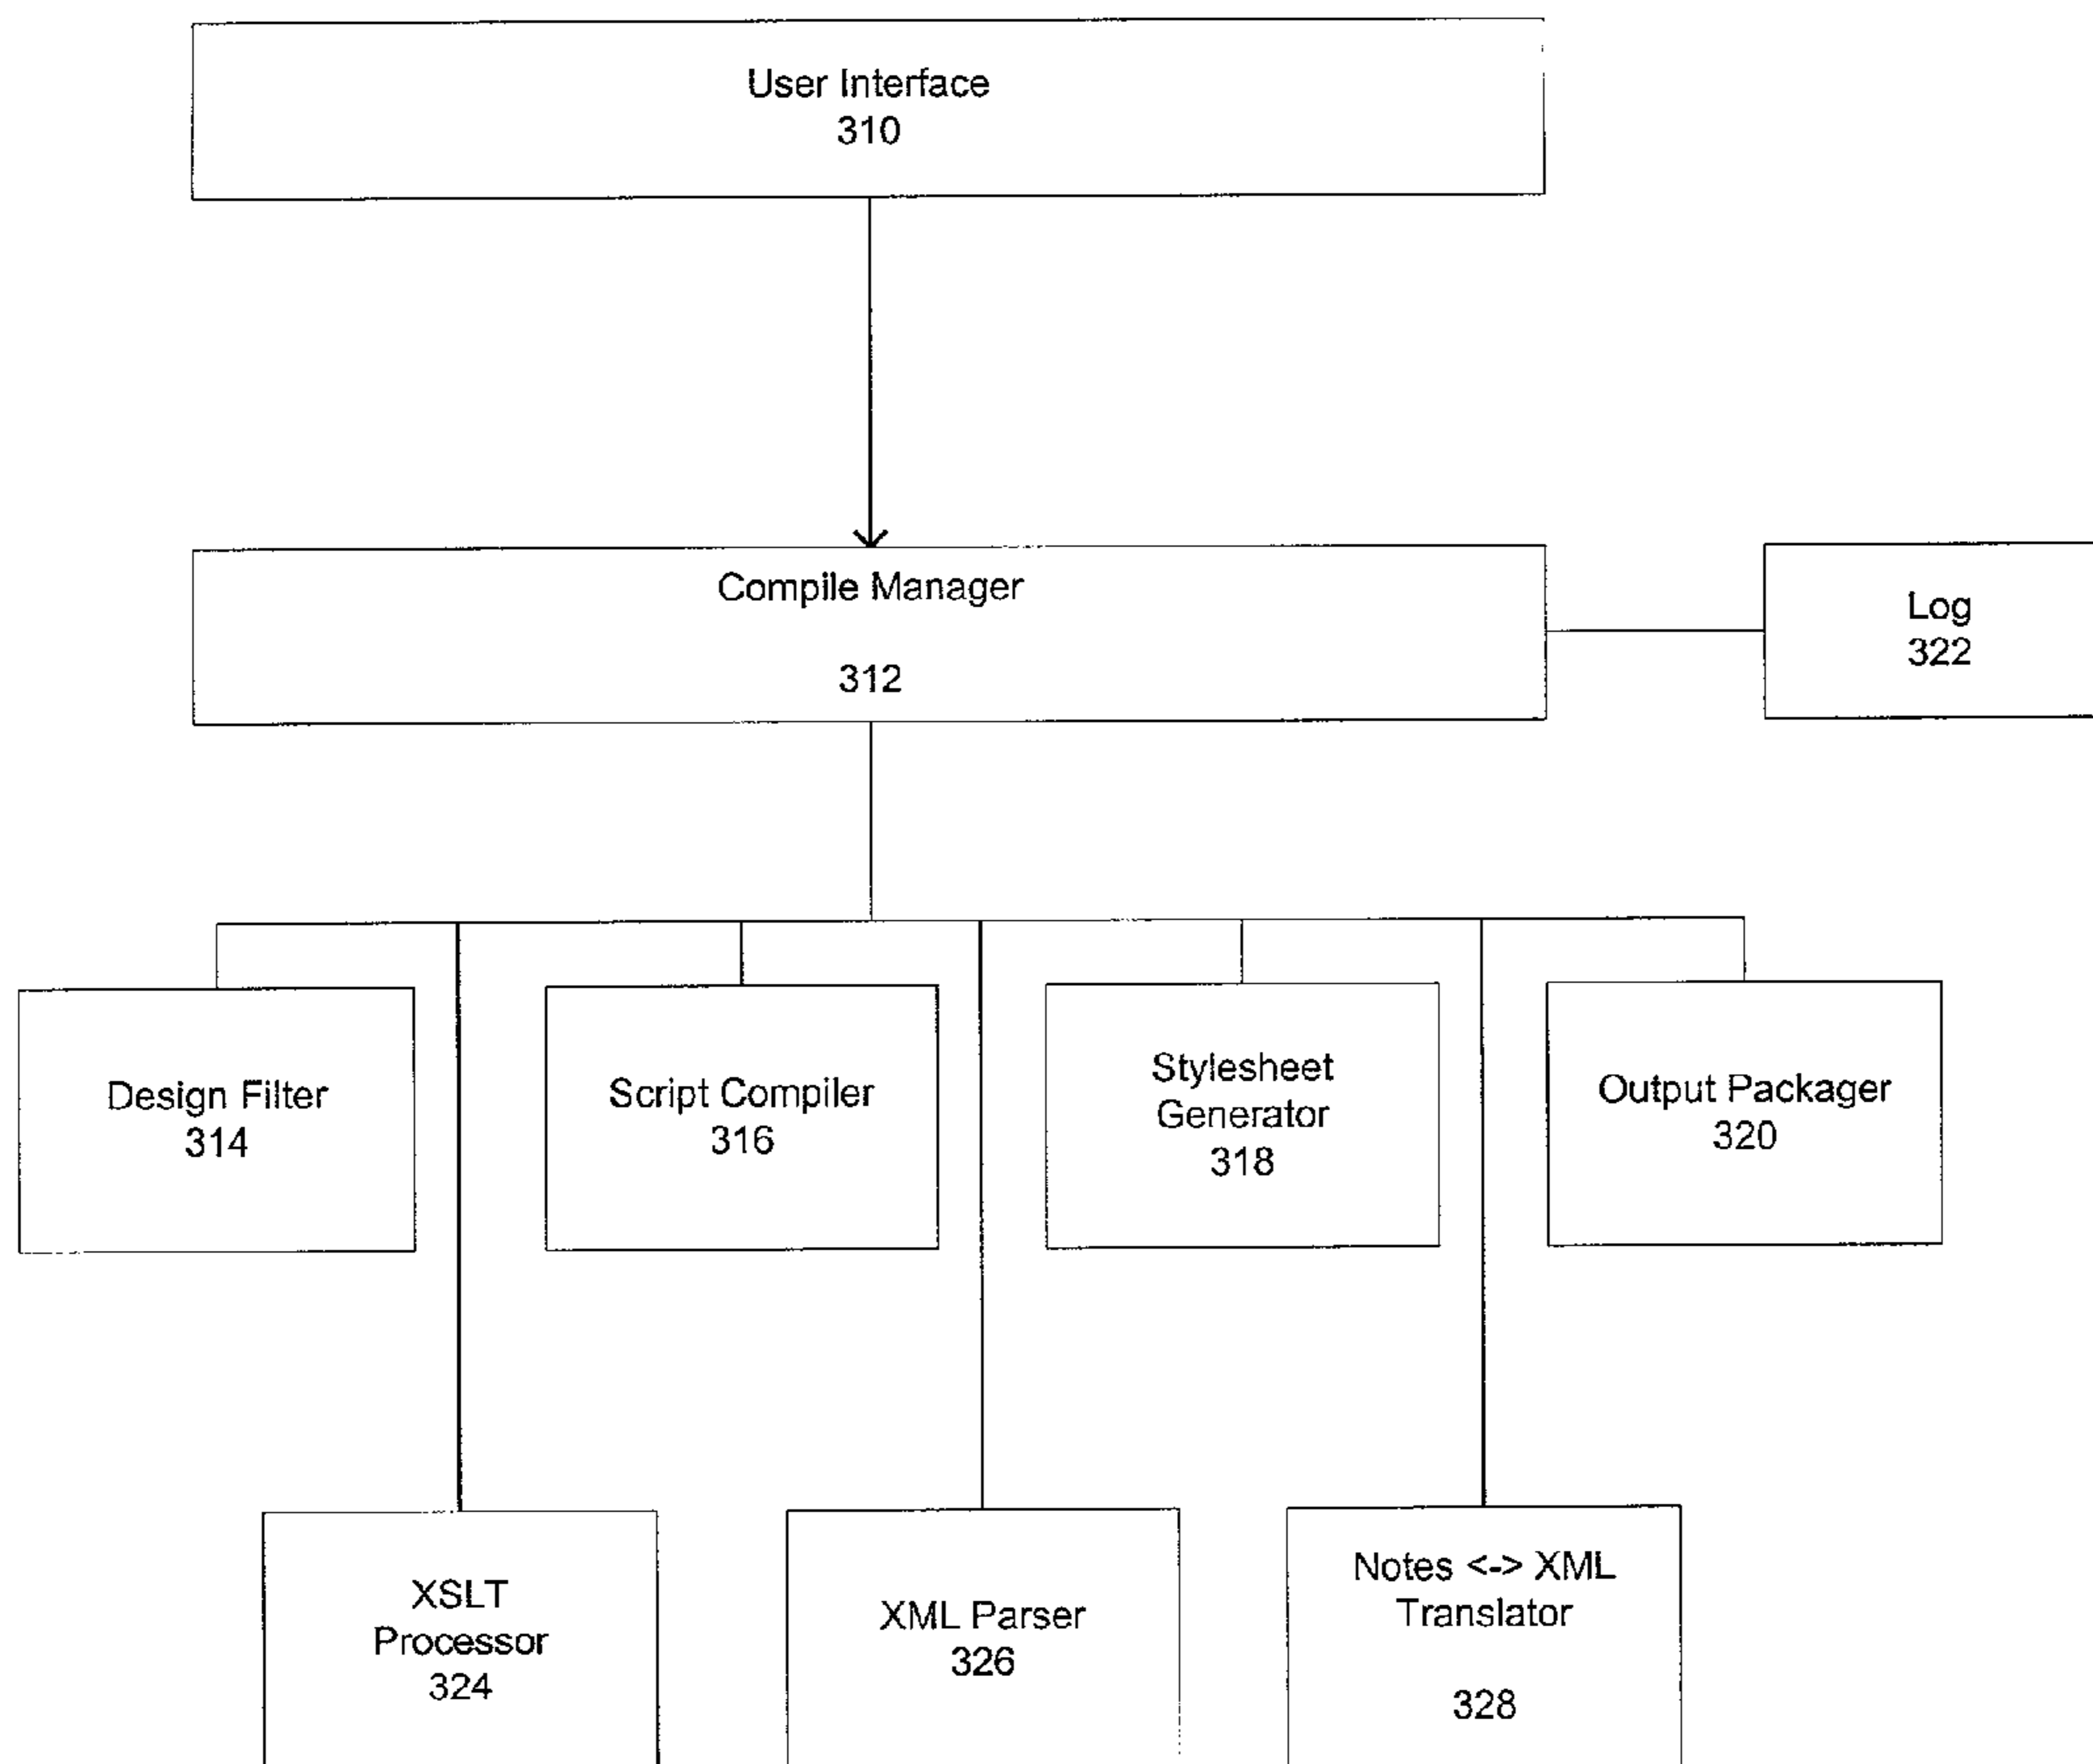 User Interface
310
Compile Manager
312
Log
322
Design Filter
314
Script Compiler
316
Stylesheet
Generator
318
Output Packager
320
XSLT
Processor
324
XML Parser
326
Notes <-> XML
Translator
328